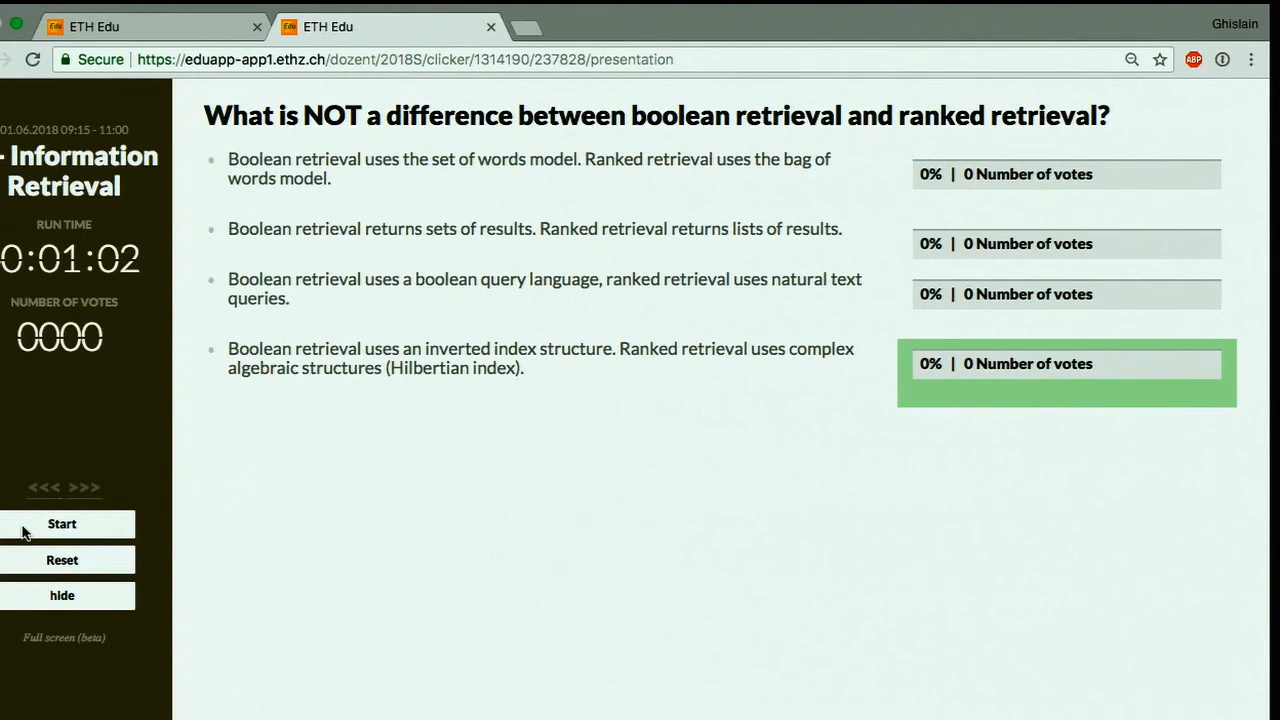 ETH Edu
ETH Edu
Ghislain
Secure https://eduapp-app1.ethz.ch/dozent/2018S/clicker/1314190/237828/presentation
ABP
01.06.2018 09:15 - 11:00
- Information
Retrieval
RUN TIME
0:01:02
NUMBER OF VOTES
0000
<<< >>>
Start
Reset
hide
Full screen (beta)
What is NOT a difference between boolean retrieval and ranked retrieval?
Boolean retrieval uses the set of words model. Ranked retrieval uses the bag of
words model.
0% | 0 Number of votes
Boolean retrieval returns sets of results. Ranked retrieval returns lists of results.
0% | 0 Number of votes
Boolean retrieval uses a boolean query language, ranked retrieval uses natural text
queries.
0% | 0 Number of votes
Boolean retrieval uses an inverted index structure. Ranked retrieval uses complex
algebraic structures (Hilbertian index).
0% | 0 Number of votes